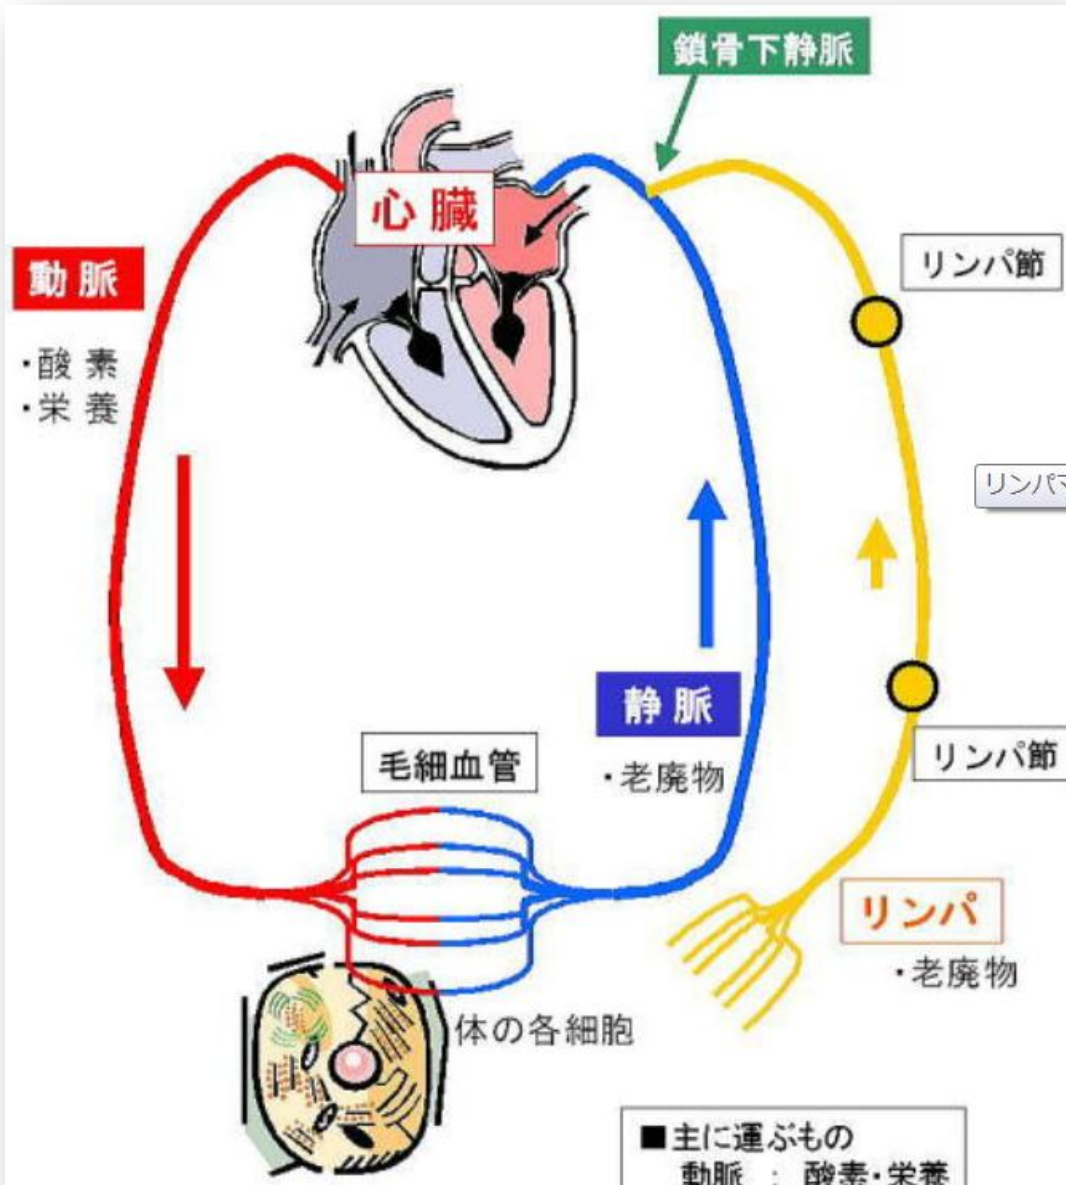 鎖骨下静脈
心臓
動脈
・酸素
・栄養
リンパ節
リンパマ
静脈
・老廃物
毛細血管
リンパ節
リンパ
・老廃物
体の各細胞
■主に運ぶもの
動脈 : 酸素・栄養